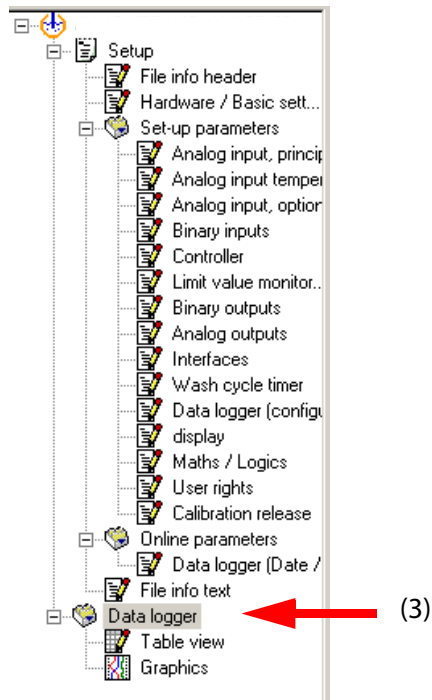 Setup
File info header
Hardware / Basic sett...
Set-up parameters
Analog input, princip
Analog input temper
Analog input, option
Binary inputs
Controller
Limit value monitor..
Binary outputs
Analog outputs
Interfaces
Wash cycle timer
Data logger (configu
display
Maths / Logics
User rights
Calibration release
Online parameters
Data logger (Date /
File info text
Data logger (3)
Table view
Graphics